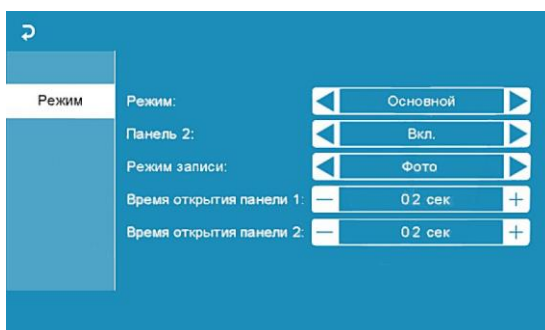 Режим
Режим: Основной
Панель 2: Вкл.
Режим записи: Фото
Время открытия панели 1: — 02 сек +
Время открытия панели 2: — 02 сек +